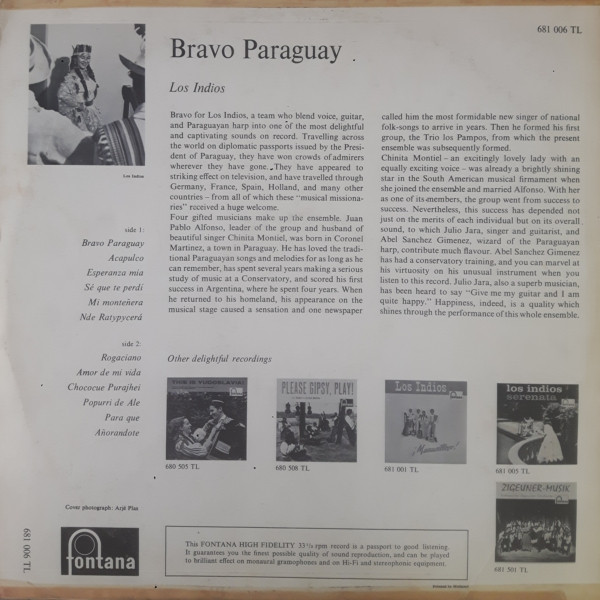 681 006 TL
Bravo Paraguay
Los Indios
Los Indios
side 1:
Bravo Paraguay
Acapulco
Esperanza mia
Sé que te perdí
Mi monteñera
Nde Ratypycerá
side 2:
Rogaciano
Amor de mi vida
Chococue Purajhei
Popurri de Ale
Para que
Añorandote
Bravo for Los Indios, a team who blend voice, guitar,
and Paraguayan harp into one of the most delightful
and captivating sounds on record. Travelling across
the world on diplomatic passports issued by the Presi-
dent of Paraguay, they have won crowds of admirers
wherever they have gone. They have appeared to
striking effect on television, and have travelled through
Germany, France, Spain, Holland, and many other
countries – from all of which these "musical missiona-
ries" received a huge welcome.
Four gifted musicians make up the ensemble. Juan
Pablo Alfonso, leader of the group and husband of
beautiful singer Chinita Montiel, was born in Coronel
Martinez, a town in Paraguay. He has loved the tradi-
tional Paraguayan songs and melodies for as long as he
can remember, has spent several years making a serious
study of music at a Conservatory, and scored his first
success in Argentina, where he spent four years. When
he returned to his homeland, his appearance on the
musical stage caused a sensation and one newspaper
called him the most formidable new singer of national
folk-songs to arrive in years. Then he formed his first
group, the Trio los Pampos, from which the present
ensemble was subsequently formed.
Chinita Montiel – an excitingly lovely lady with an
equally exciting voice – was already a brightly shining
star in the South American musical firmament when
she joined the ensemble and married Alfonso. With her
as one of its members, the group went from success to
success. Nevertheless, this success has depended not
just on the merits of each individual but on its overall
sound, to which Julio Jara, singer and guitarist, and
Abel Sanchez Gimenez, wizard of the Paraguayan
harp, contribute much flavour. Abel Sanchez Gimenez
has had a conservatory training, and you can marvel at
his virtuosity on his unusual instrument when you
listen to this record. Julio Jara, also a superb musician,
has been heard to say "Give me my guitar and I am
quite happy." Happiness, indeed, is a quality which
shines through the performance of this whole ensemble.
Other delightful recordings
THIS IS YUGOSLAVIA!
680 505 TL
PLEASE GIPSY, PLAY!
680 508 TL
Los Indios
¡Maravilloso!
681 001 TL
los indios
serenata
681 005 TL
ZIGEUNER-MUSIK
681 501 TL
Cover photograph: Arjé Plas
fontana
681 006 TL
This FONTANA HIGH FIDELITY 33⅓ rpm record is a passport to good listening.
It guarantees you the finest possible quality of sound reproduction, and can be played
to brilliant effect on monaural gramophones and on Hi-Fi and stereophonic equipment.
Printed in Holland